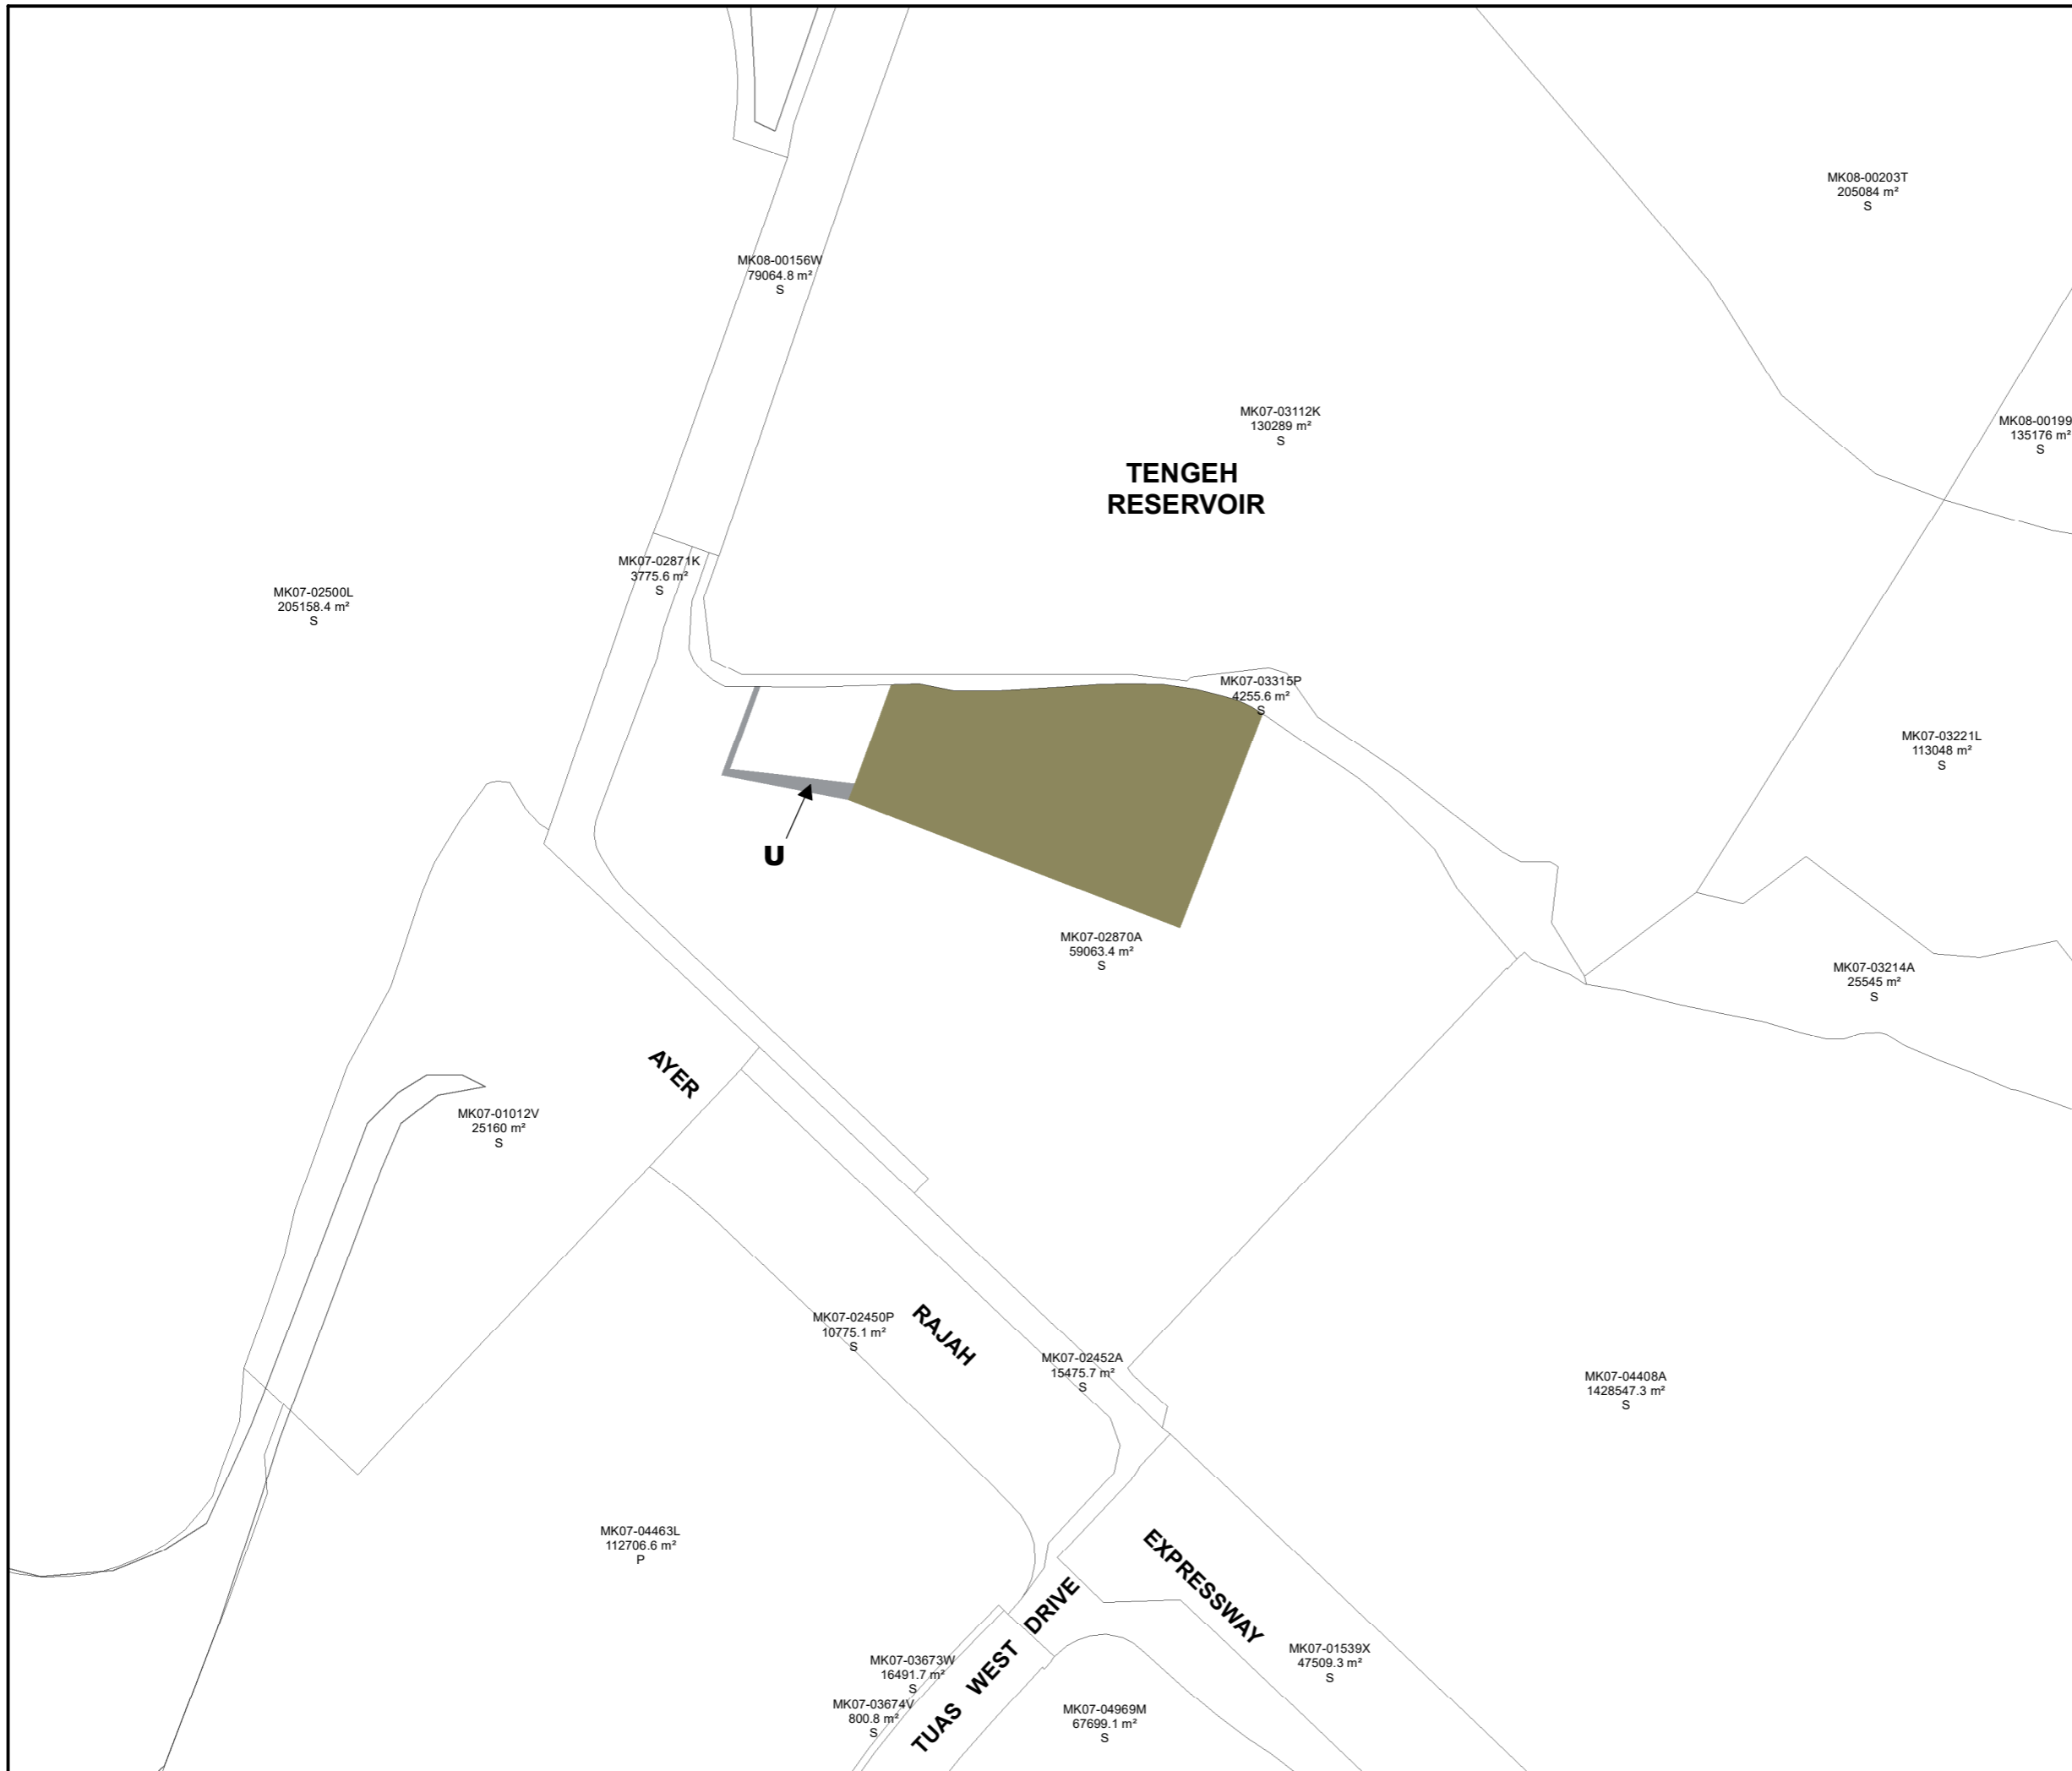 MK08-00203T
205084 m²
S
MK08-00156W
79064.8 m²
S
MK07-03112K
130289 m²
S
MK08-00199
135176 m²
S
TENGEH
RESERVOIR
MK07-02871K
3775.6 m²
S
MK07-02500L
205158.4 m²
S
MK07-03315P
4255.6 m²
S
MK07-03221L
113048 m²
S
U
MK07-02870A
59063.4 m²
S
MK07-03214A
25545 m²
S
AYER
MK07-01012V
25160 m²
S
MK07-02450P
10775.1 m²
S
RAJAH
MK07-02452A
15475.7 m²
S
MK07-04408A
1428547.3 m²
S
MK07-04463L
112706.6 m²
P
EXPRESSWAY
TUAS WEST DRIVE
MK07-01539X
47509.3 m²
S
MK07-03673W
16491.7 m²
S
MK07-03674V
800.8 m²
S
MK07-04969M
67699.1 m²
S